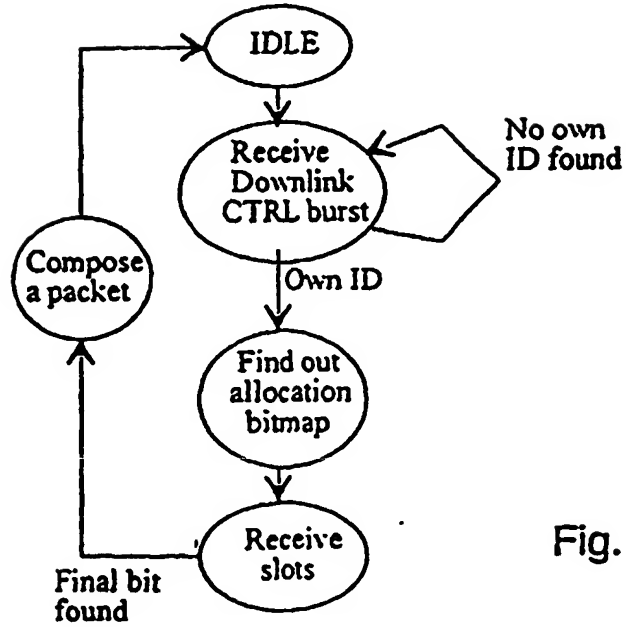 IDLE
Receive
Downlink
CTRL burst
No own
ID found
Own ID
Compose
a packet
Find out
allocation
bitmap
Receive
slots
Final bit
found
Fig.